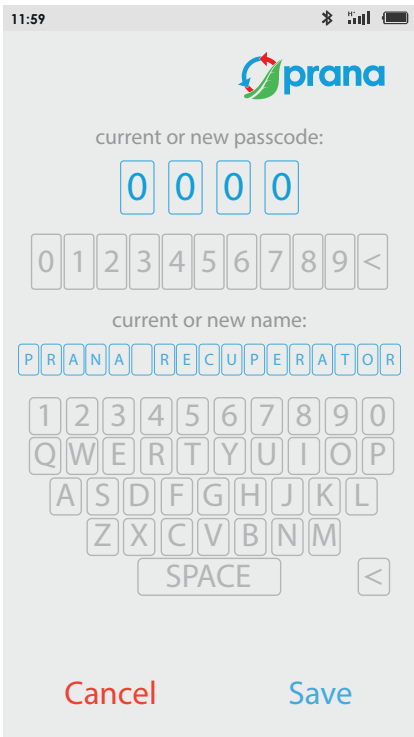 11:59 H+
prana
current or new passcode:
0 0 0 0
0 1 2 3 4 5 6 7 8 9 <
current or new name:
PRANA RECUPERATOR
1 2 3 4 5 6 7 8 9 0
Q W E R T Y U I O P
A S D F G H J K L
Z X C V B N M
SPACE <
Cancel Save